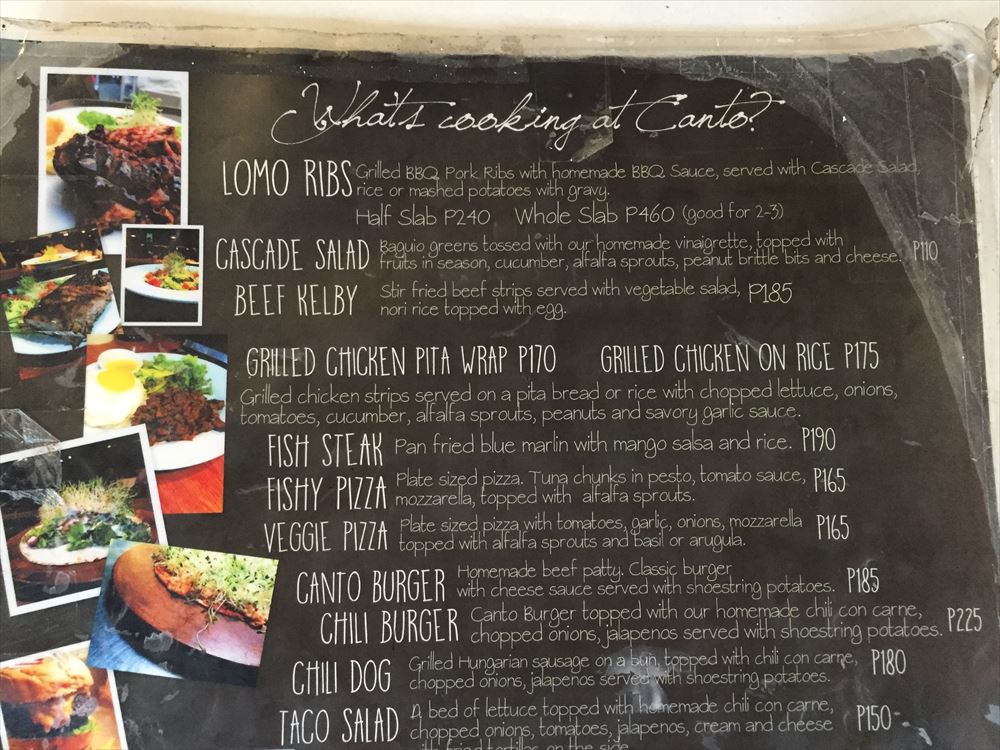 What's cooking at Canto?
LOMO RIBS Grilled BBQ Pork Ribs with homemade BBQ Sauce, served with Cascade Salad,
rice or mashed potatoes with gravy.
Half Slab P240 Whole Slab P460 (good for 2-3)
CASCADE SALAD Baguio greens tossed with our homemade vinaigrette, topped with
fruits in season, cucumber, alfalfa sprouts, peanut brittle bits and cheese. P110
BEEF KELBY Stir fried beef strips served with vegetable salad, P185
nori rice topped with egg.
GRILLED CHICKEN PITA WRAP P170 GRILLED CHICKEN ON RICE P175
Grilled chicken strips served on a pita bread or rice with chopped lettuce, onions,
tomatoes, cucumber, alfalfa sprouts, peanuts and savory garlic sauce.
FISH STEAK Pan fried blue marlin with mango salsa and rice. P190
FISHY PIZZA Plate sized pizza. Tuna chunks in pesto, tomato sauce, P165
mozzarella, topped with alfalfa sprouts.
VEGGIE PIZZA Plate sized pizza with tomatoes, garlic, onions, mozzarella P165
topped with alfalfa sprouts and basil or arugula.
CANTO BURGER Homemade beef patty. Classic burger
with cheese sauce served with shoestring potatoes. P185
CHILI BURGER Canto Burger topped with our homemade chili con carne, P225
chopped onions, jalapenos served with shoestring potatoes.
CHILI DOG Grilled Hungarian sausage on a bun, topped with chili con carne, P180
chopped onions, jalapenos served with shoestring potatoes.
TACO SALAD A bed of lettuce topped with homemade chili con carne, P150
chopped onions, tomatoes, jalapenos, cream and cheese
with fried tortillas on the side